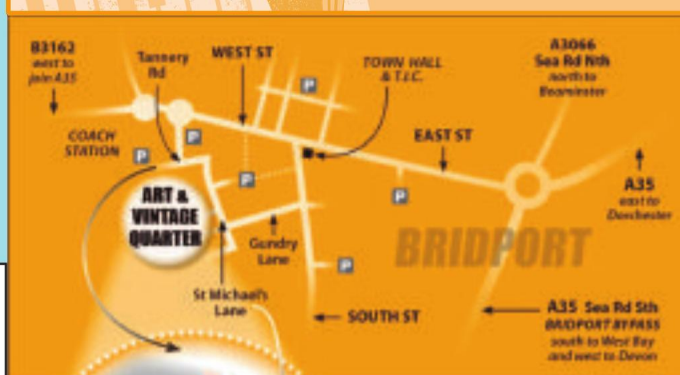 B3162
west to
join A35
Tannery
Rd
WEST ST
TOWN HALL
& T.I.C.
A3066
Sea Rd Nth
north to
Beaminster
P
COACH
STATION
P
P
EAST ST
A35
east to
Dorchester
P
P
ART &
VINTAGE
QUARTER
Gundry
Lane
BRIDPORT
P
St Michael's
Lane
SOUTH ST
A35 Sea Rd Sth
BRIDPORT BYPASS
south to West Bay
and west to Devon